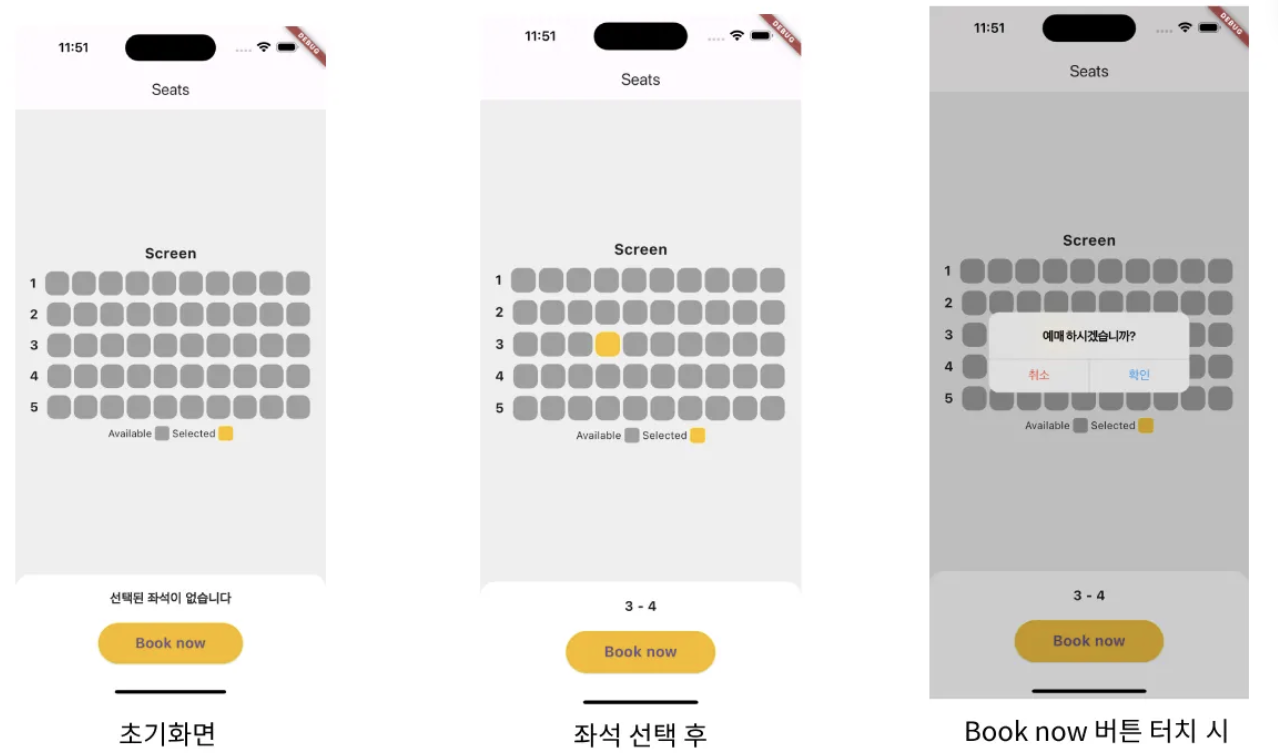 11:51
DEBUG
Seats
Screen
1
2
3
4
5
Available Selected
선택된 좌석이 없습니다
Book now
초기화면
11:51
DEBUG
Seats
Screen
1
2
3
4
5
Available Selected
3 - 4
Book now
좌석 선택 후
11:51
DEBUG
Seats
Screen
1
2
3
4
5
예매 하시겠습니까?
취소 확인
Available Selected
3 - 4
Book now
Book now 버튼 터치 시